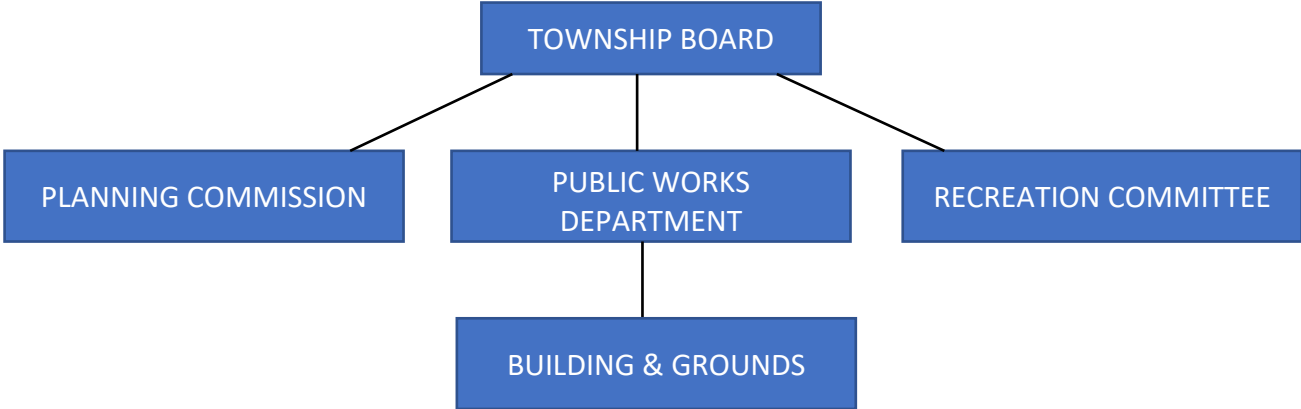 TOWNSHIP BOARD
PLANNING COMMISSION
PUBLIC WORKS
DEPARTMENT
RECREATION COMMITTEE
BUILDING & GROUNDS